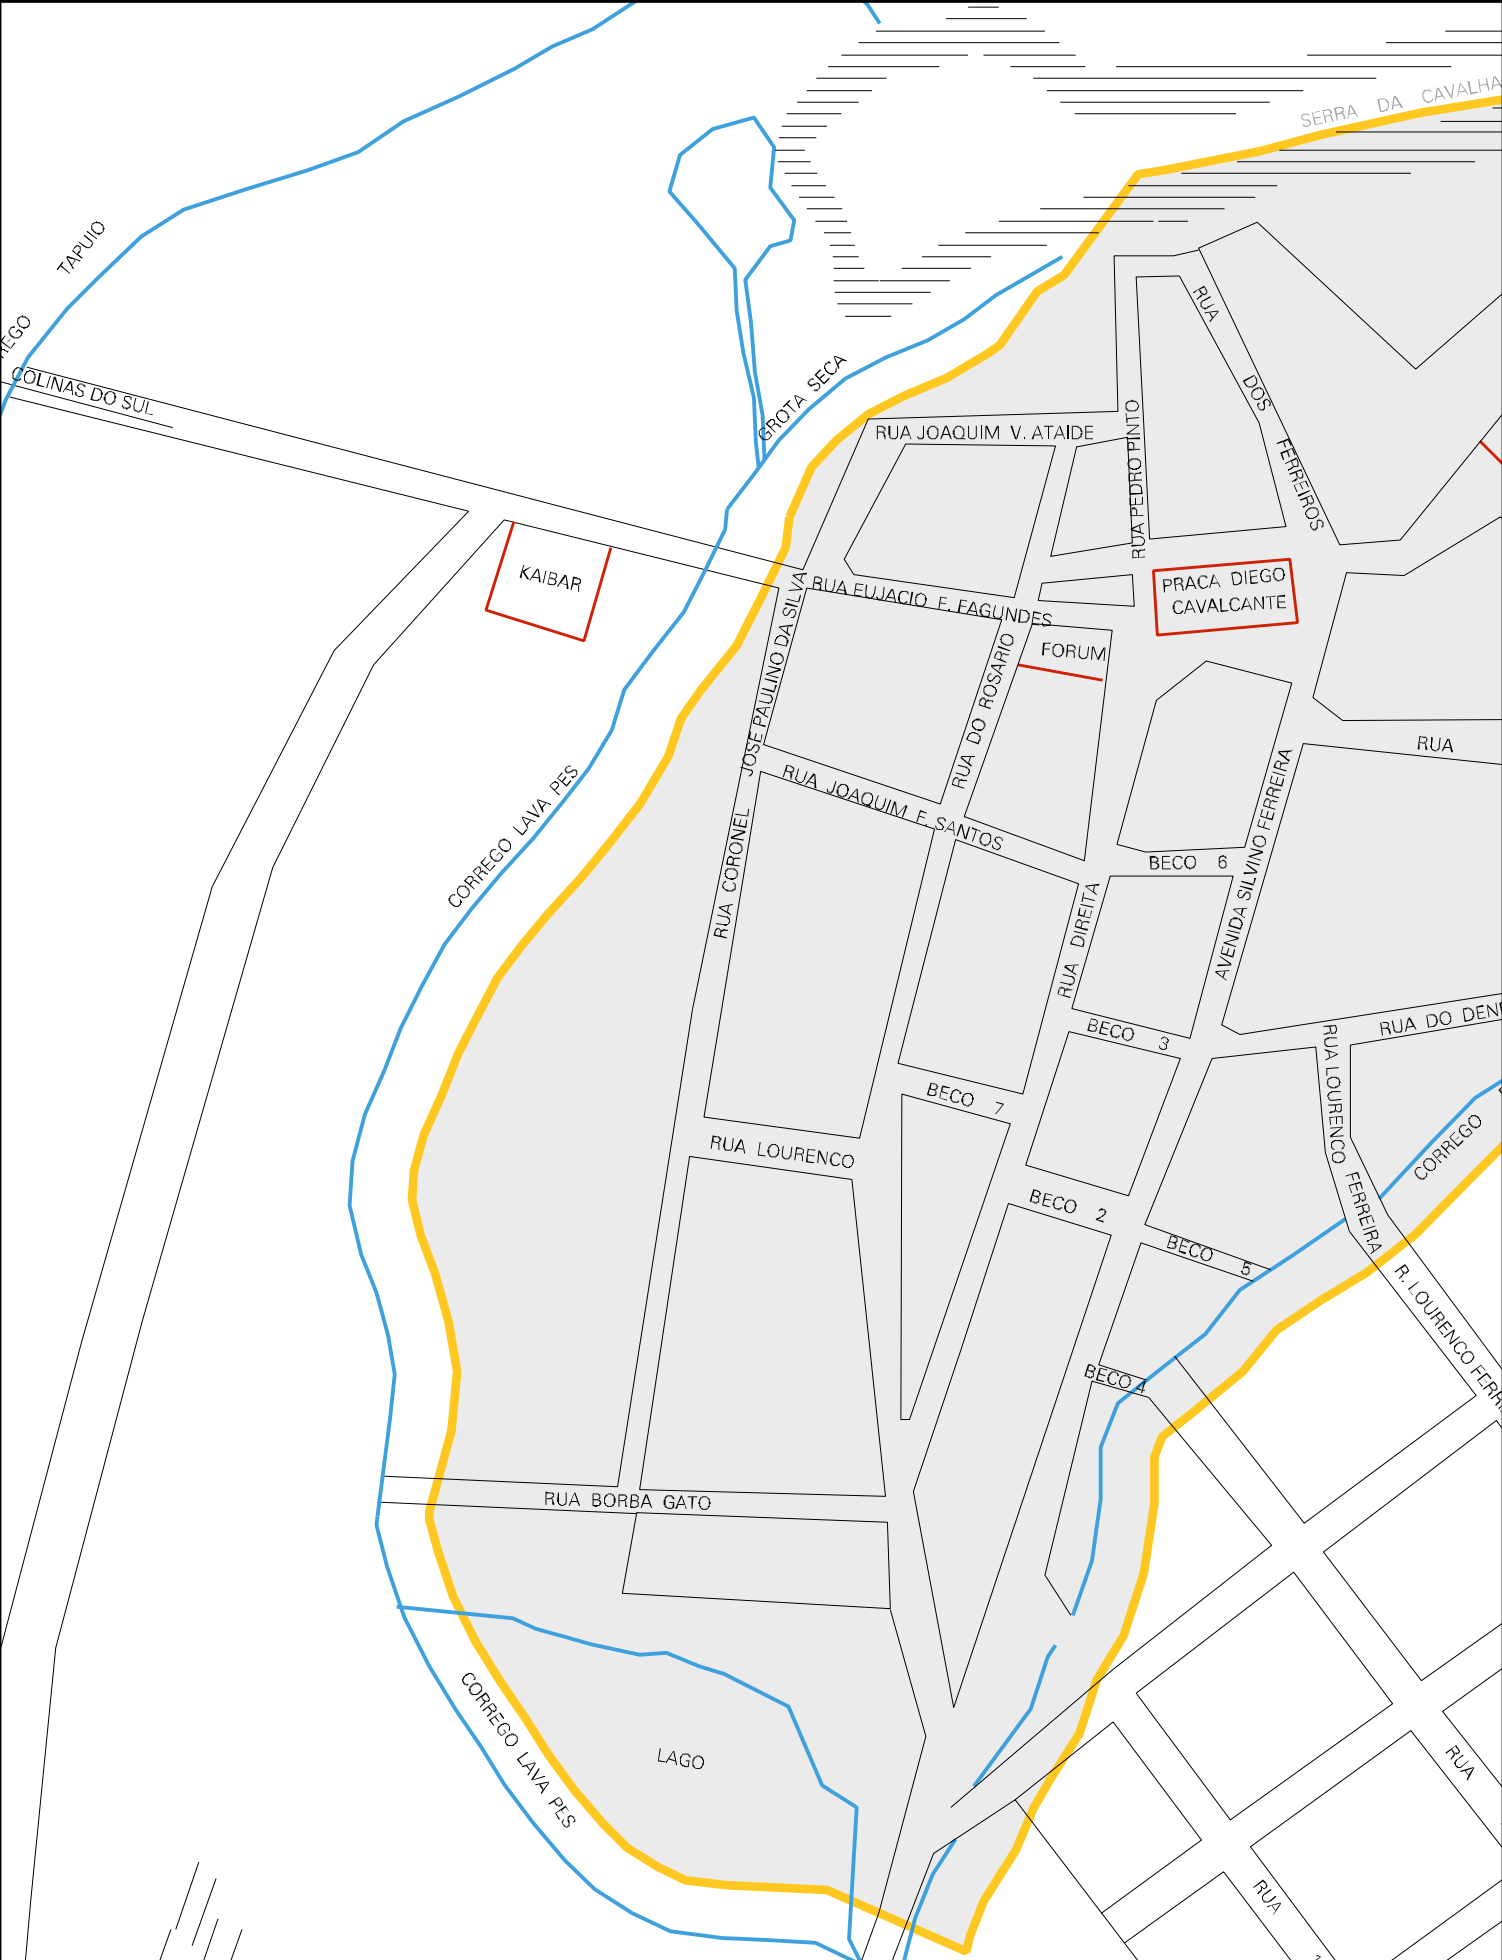 SERRA DA CAVALHA
TAPUIO
REGO
COLINAS DO SUL
GROTA SECA
RUA DOS FERREIROS
RUA JOAQUIM V. ATAIDE
RUA PEDRO PINTO
KAIBAR
RUA EUJACIO F. FAGUNDES
PRACA DIEGO
CAVALCANTE
FORUM
RUA CORONEL JOSE PAULINO DA SILVA
RUA DO ROSARIO
RUA
RUA JOAQUIM F. SANTOS
CORREGO LAVA PES
BECO 6
AVENIDA SILVINO FERREIRA
RUA DIREITA
BECO 3
RUA DO DEN
RUA LOURENCO FERREIRA
BECO 7
CORREGO
RUA LOURENCO
BECO 2
BECO 5
R. LOURENCO FERR
BECO 4
RUA BORBA GATO
CORREGO LAVA PES
LAGO
RUA
RUA